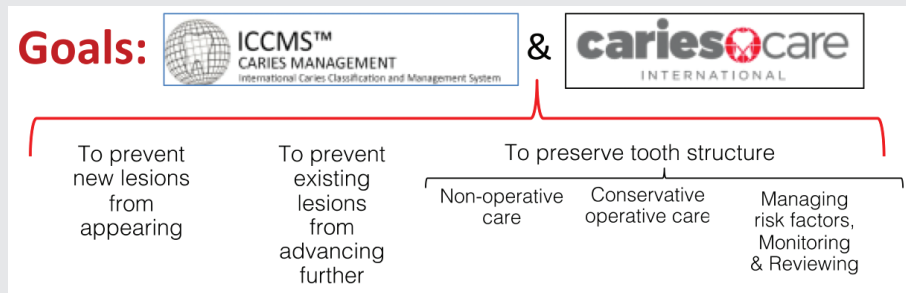 Goals:
ICCMS™
CARIES MANAGEMENT
International Caries Classification and Management System
&
caries care
INTERNATIONAL
To prevent
new lesions
from
appearing
To prevent
existing
lesions
from
advancing
further
To preserve tooth structure
Non-operative
care
Conservative
operative care
Managing
risk factors,
Monitoring
& Reviewing